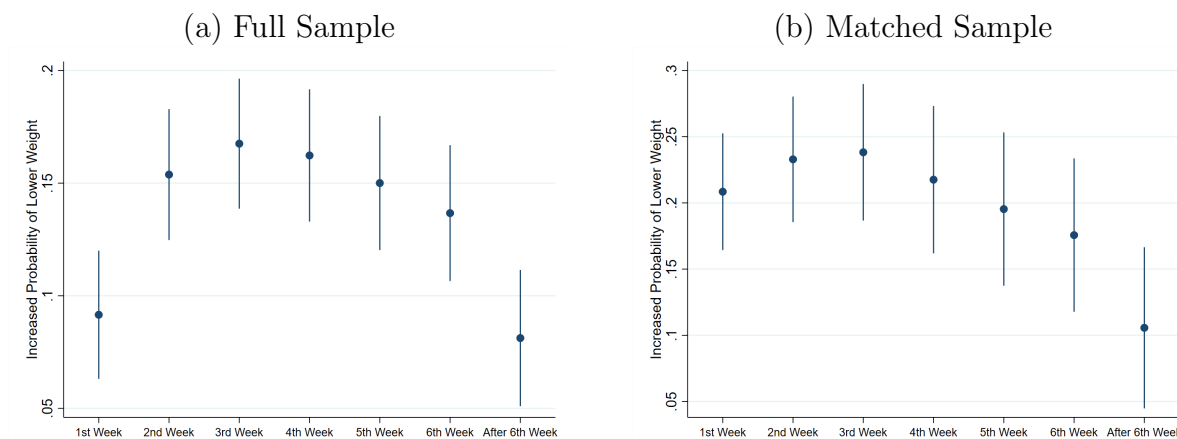 (a) Full Sample
Increased Probability of Lower Weight
.2
.15
.1
.05
1st Week 2nd Week 3rd Week 4th Week 5th Week 6th Week After 6th Week
(b) Matched Sample
Increased Probability of Lower Weight
.3
.25
.2
.15
.1
.05
1st Week 2nd Week 3rd Week 4th Week 5th Week 6th Week After 6th Week